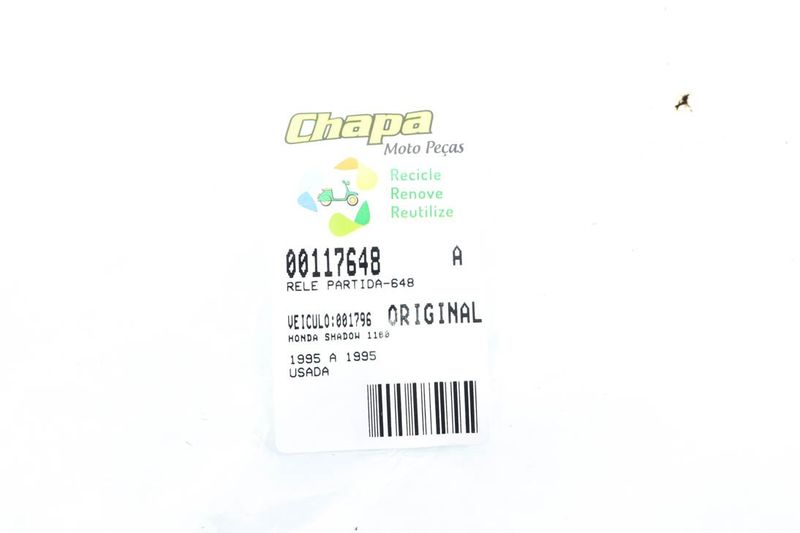 Chapa
Moto Peças
Recicle
Renove
Reutilize
00117648 A
RELE PARTIDA-648
VEICULO:001796 ORIGINAL
HONDA SHADOW 1100
1995 A 1995
USADA